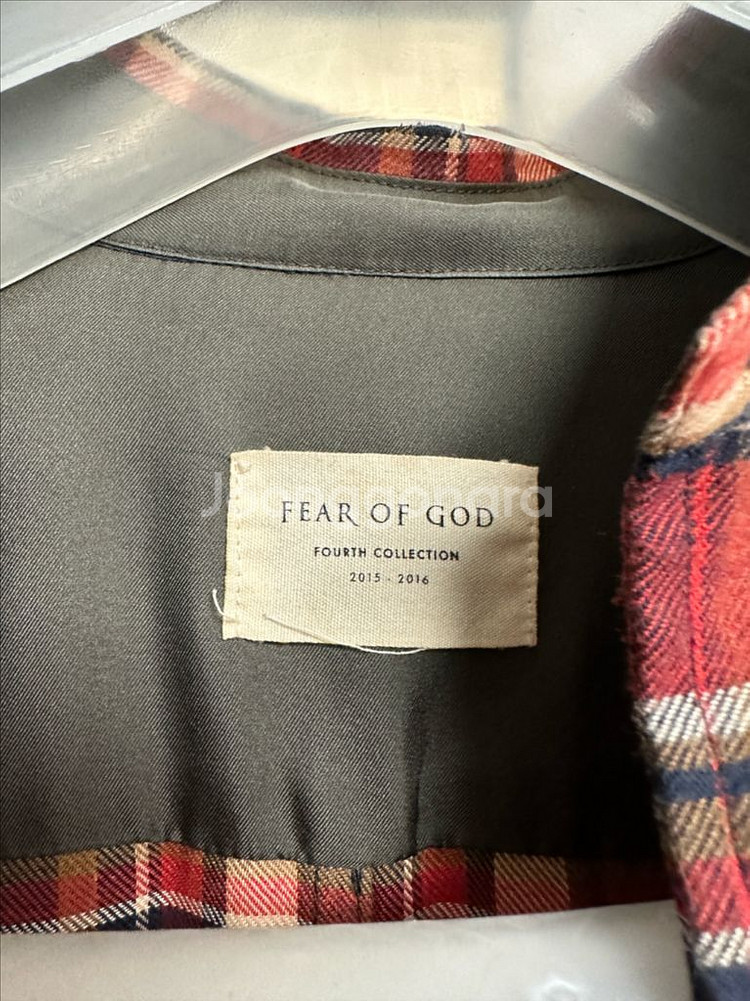 FEAR OF GOD
FOURTH COLLECTION
2015 - 2016